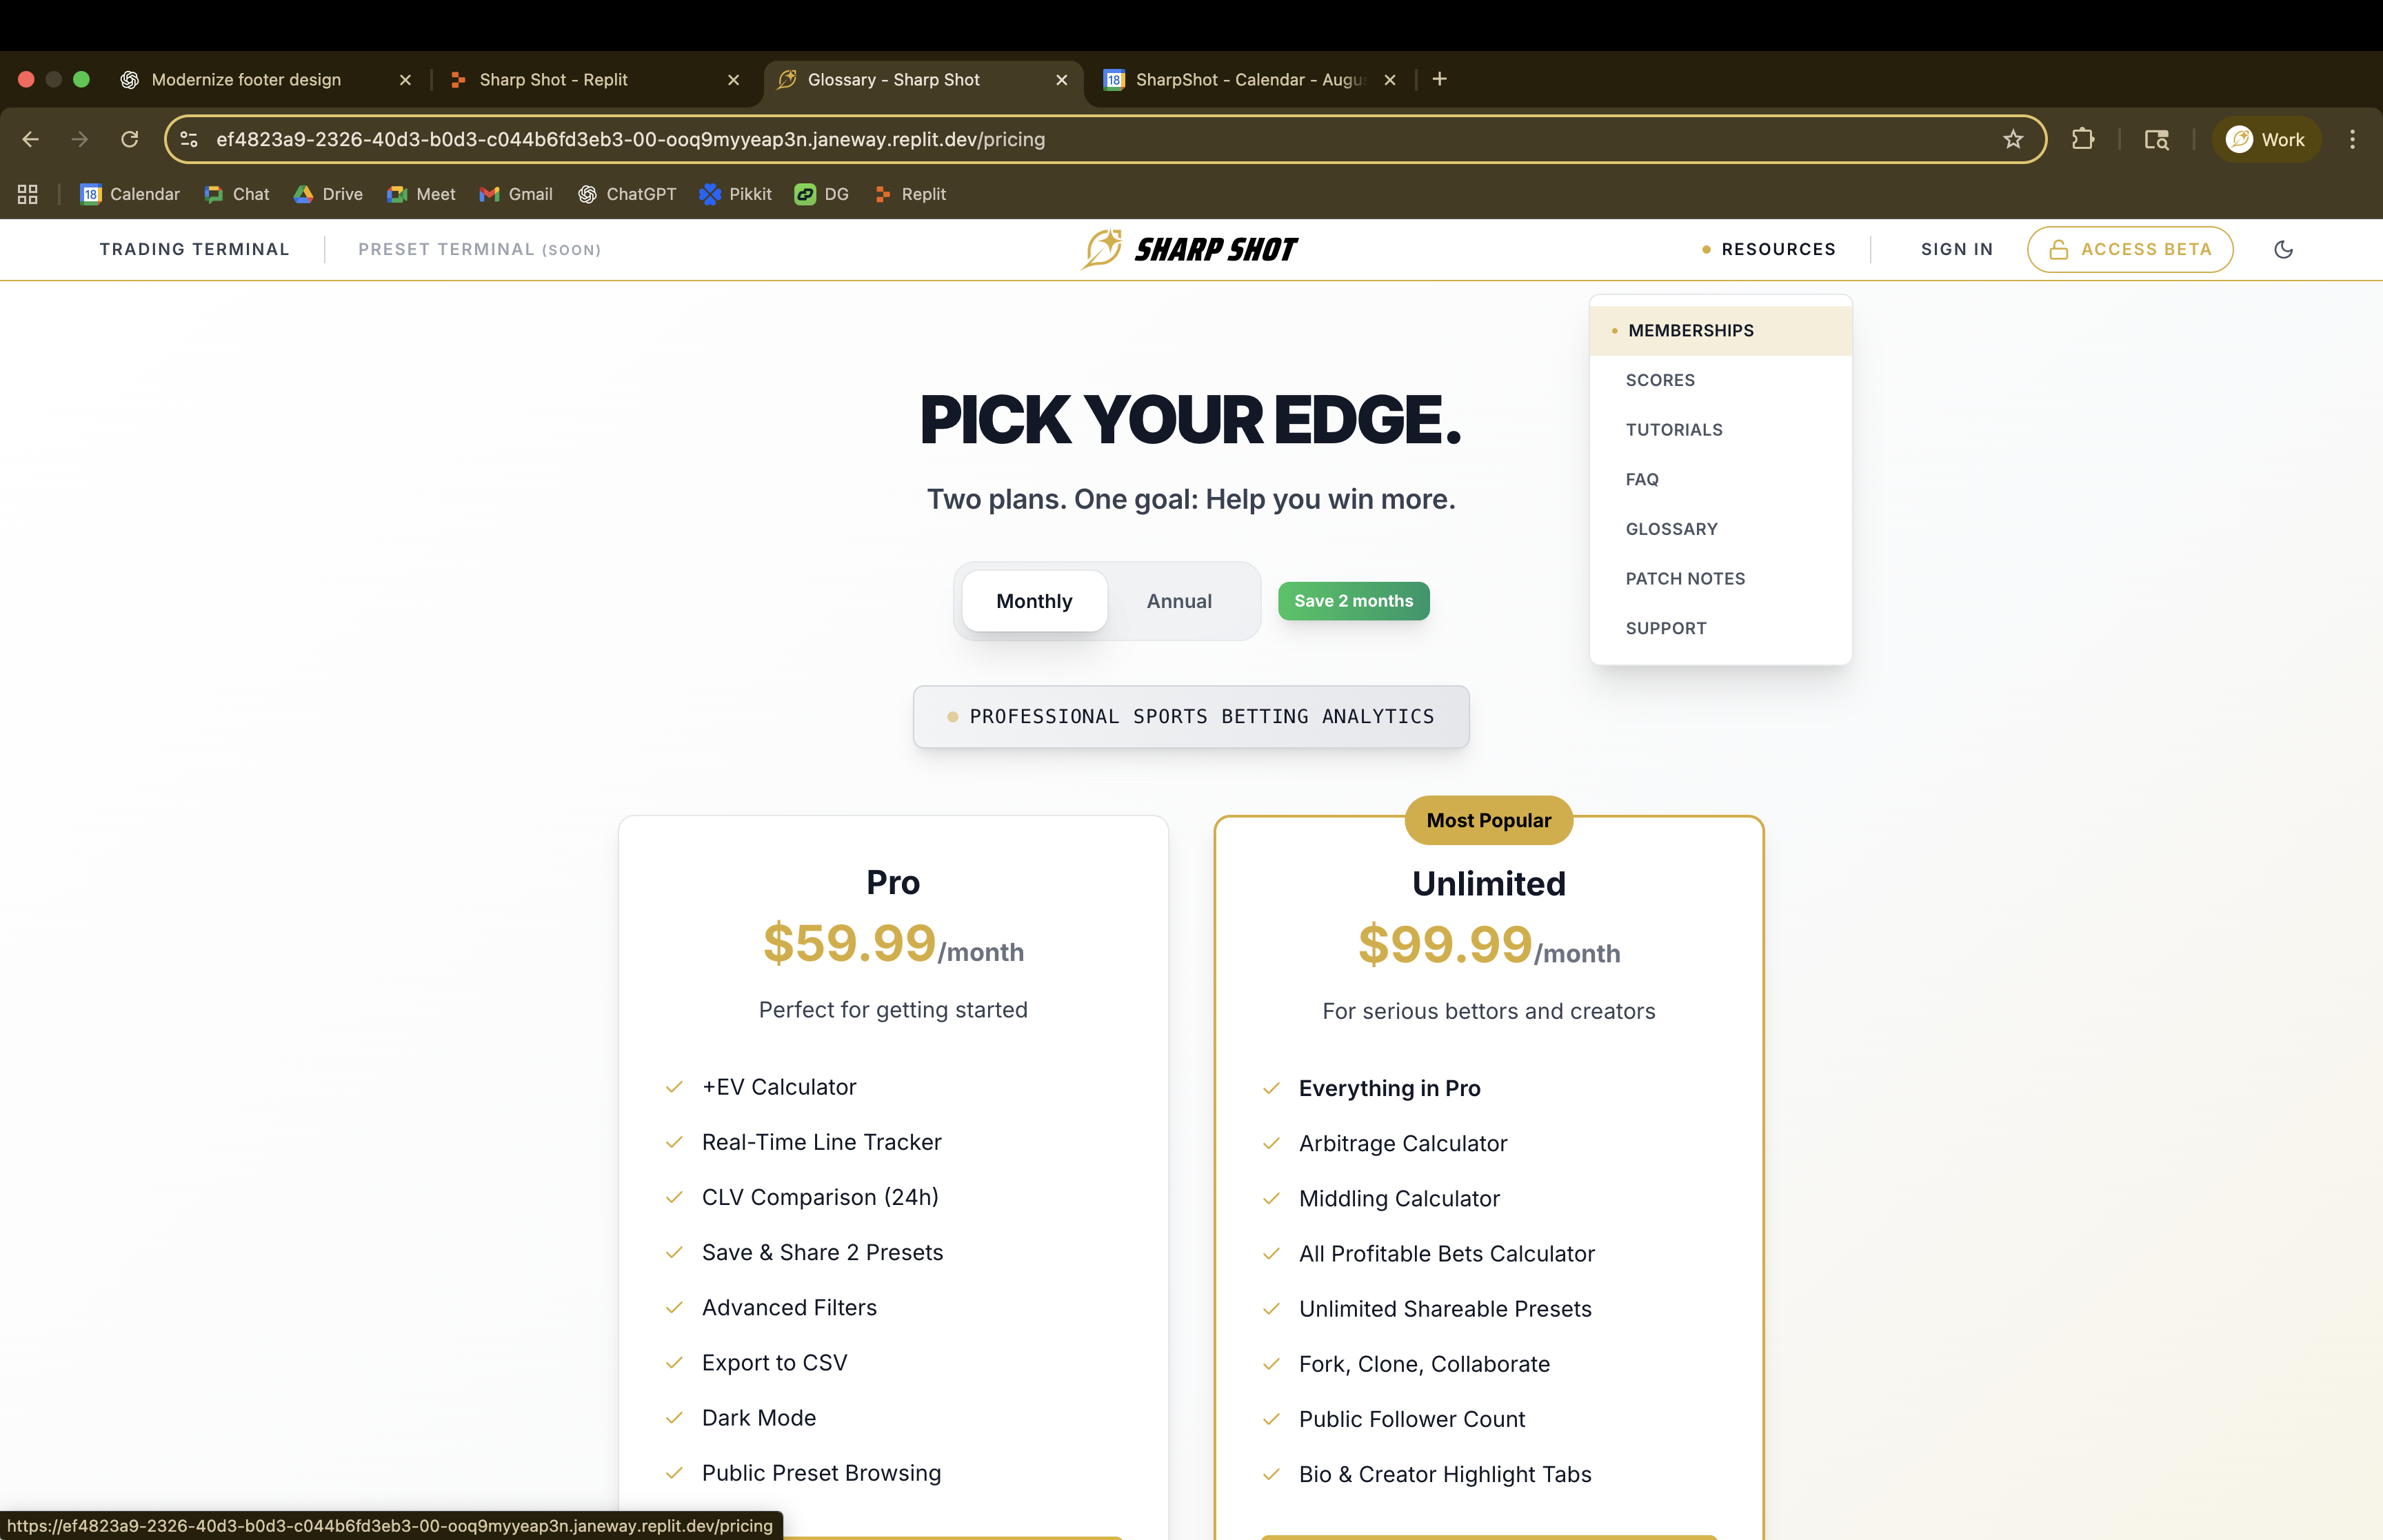 Modernize footer design
Sharp Shot - Replit
Glossary - Sharp Shot
SharpShot - Calendar - Augu
ef4823a9-2326-40d3-b0d3-c044b6fd3eb3-00-ooq9myyeap3n.janeway.replit.dev/pricing
Work
18 Calendar
Chat
Drive
Meet
Gmail
ChatGPT
Pikkit
DG
Replit
TRADING TERMINAL
PRESET TERMINAL (SOON)
SHARP SHOT
RESOURCES
SIGN IN
ACCESS BETA
MEMBERSHIPS
SCORES
TUTORIALS
FAQ
GLOSSARY
PATCH NOTES
SUPPORT
PICK YOUR EDGE.
Two plans. One goal: Help you win more.
Monthly
Annual
Save 2 months
PROFESSIONAL SPORTS BETTING ANALYTICS
Pro
$59.99/month
Perfect for getting started
+EV Calculator
Real-Time Line Tracker
CLV Comparison (24h)
Save & Share 2 Presets
Advanced Filters
Export to CSV
Dark Mode
Public Preset Browsing
Most Popular
Unlimited
$99.99/month
For serious bettors and creators
Everything in Pro
Arbitrage Calculator
Middling Calculator
All Profitable Bets Calculator
Unlimited Shareable Presets
Fork, Clone, Collaborate
Public Follower Count
Bio & Creator Highlight Tabs
https://ef4823a9-2326-40d3-b0d3-c044b6fd3eb3-00-ooq9myyeap3n.janeway.replit.dev/pricing